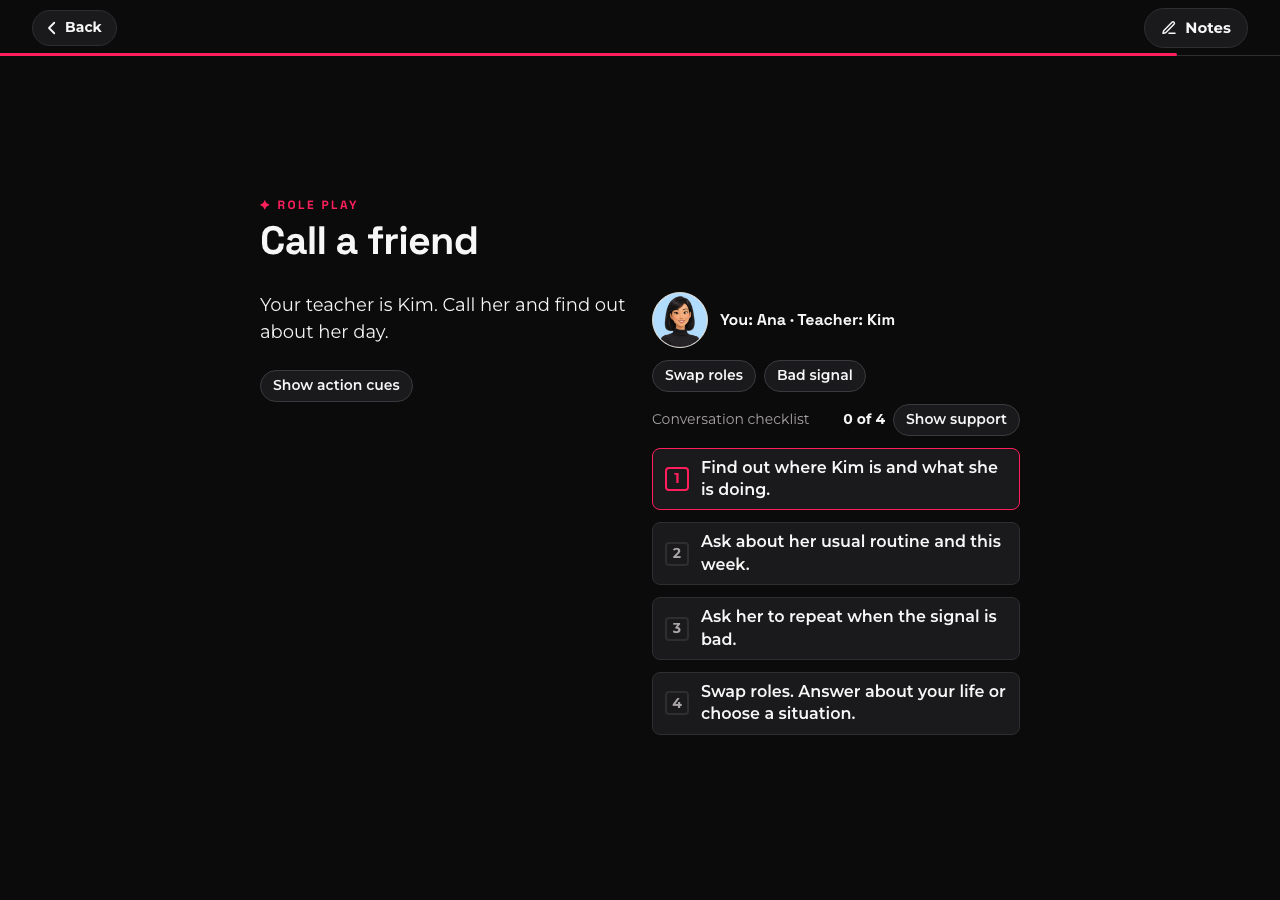 Back
Notes
ROLE PLAY
Call a friend
Your teacher is Kim. Call her and find out
about her day.
Show action cues
You: Ana · Teacher: Kim
Swap roles
Bad signal
Conversation checklist
0 of 4
Show support
1
Find out where Kim is and what she
is doing.
2
Ask about her usual routine and this
week.
3
Ask her to repeat when the signal is
bad.
4
Swap roles. Answer about your life or
choose a situation.